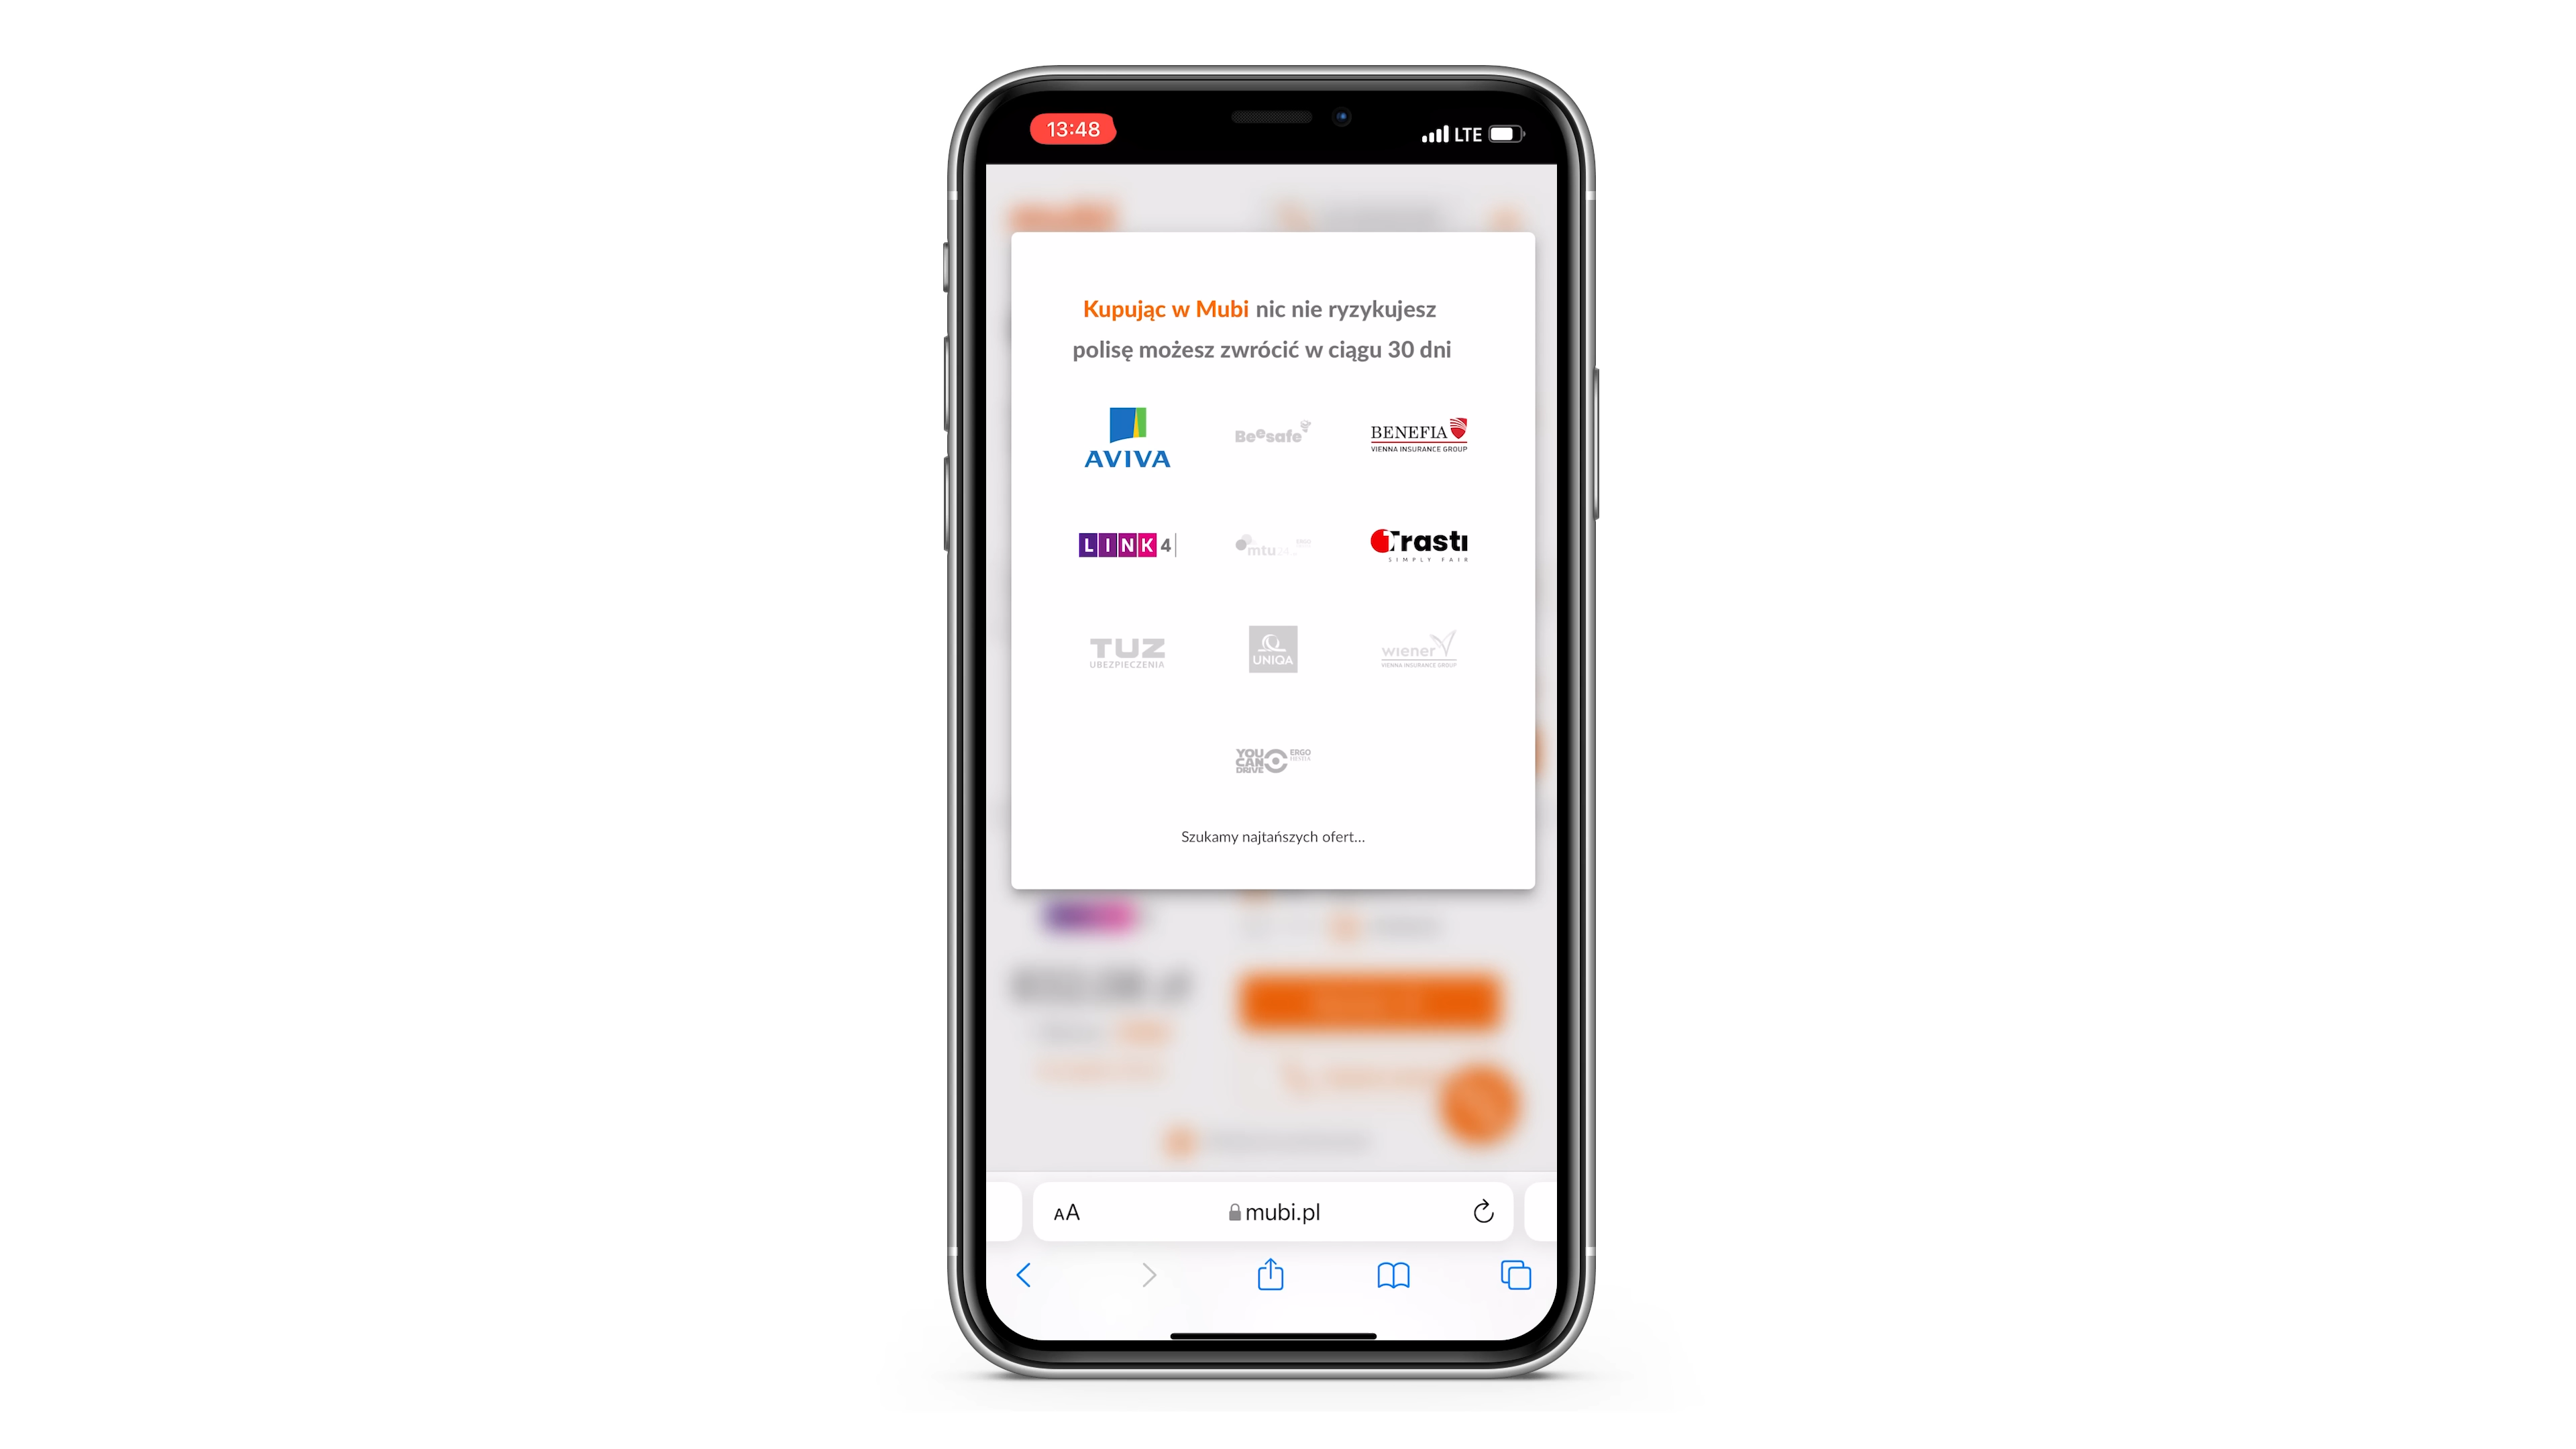 13:48
LTE
Kupując w Mubi nic nie ryzykujesz
polisę możesz zwrócić w ciągu 30 dni
AVIVA
Beesafe
BENEFIA
VIENNA INSURANCE GROUP
LINK4
mtu24
Trasti
SIMPLY FAIR
TUZ
UBEZPIECZENIA
UNIQA
wiener
VIENNA INSURANCE GROUP
YOU
CAN
DRIVE
ERGO
HESTIA
Szukamy najtańszych ofert...
AA
mubi.pl